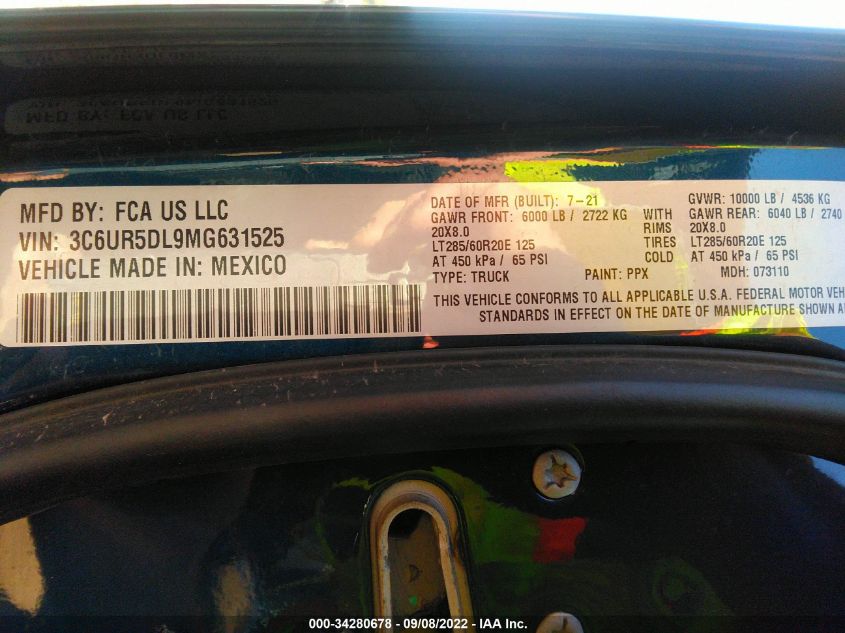 MFD BY: FCA US LLC
VIN: 3C6UR5DL9MG631525
VEHICLE MADE IN: MEXICO
DATE OF MFR (BUILT): 7-21 GVWR: 10000 LB / 4536 KG
GAWR FRONT: 6000 LB / 2722 KG WITH GAWR REAR: 6040 LB / 2740
20X8.0 RIMS 20X8.0
LT285/60R20E 125 TIRES LT285/60R20E 125
AT 450 kPa / 65 PSI COLD AT 450 kPa / 65 PSI
TYPE: TRUCK PAINT: PPX MDH: 073110
THIS VEHICLE CONFORMS TO ALL APPLICABLE U.S.A. FEDERAL MOTOR VEH
STANDARDS IN EFFECT ON THE DATE OF MANUFACTURE SHOWN A
000-34280678 - 09/08/2022 - IAA Inc.